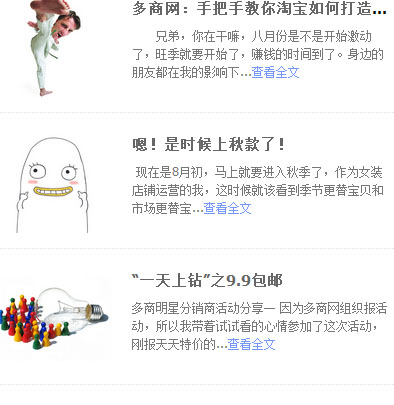 多商网：手把手教你淘宝如何打造...
兄弟，你在干嘛，八月份是不是开始激动
了，旺季就要开始了，赚钱的时间到了。身边的
朋友都在我的影响下...查看全文
嗯！是时候上秋款了！
现在是8月初，马上就要进入秋季了，作为女装
店铺运营的我，这时候就该看到季节更替宝贝和
市场更替宝...查看全文
“一天上钻”之9.9包邮
多商明星分销商活动分享— 因为多商网组织报活
动，所以我带着试试看的心情参加了这次活动，
刚报天天特价的...查看全文